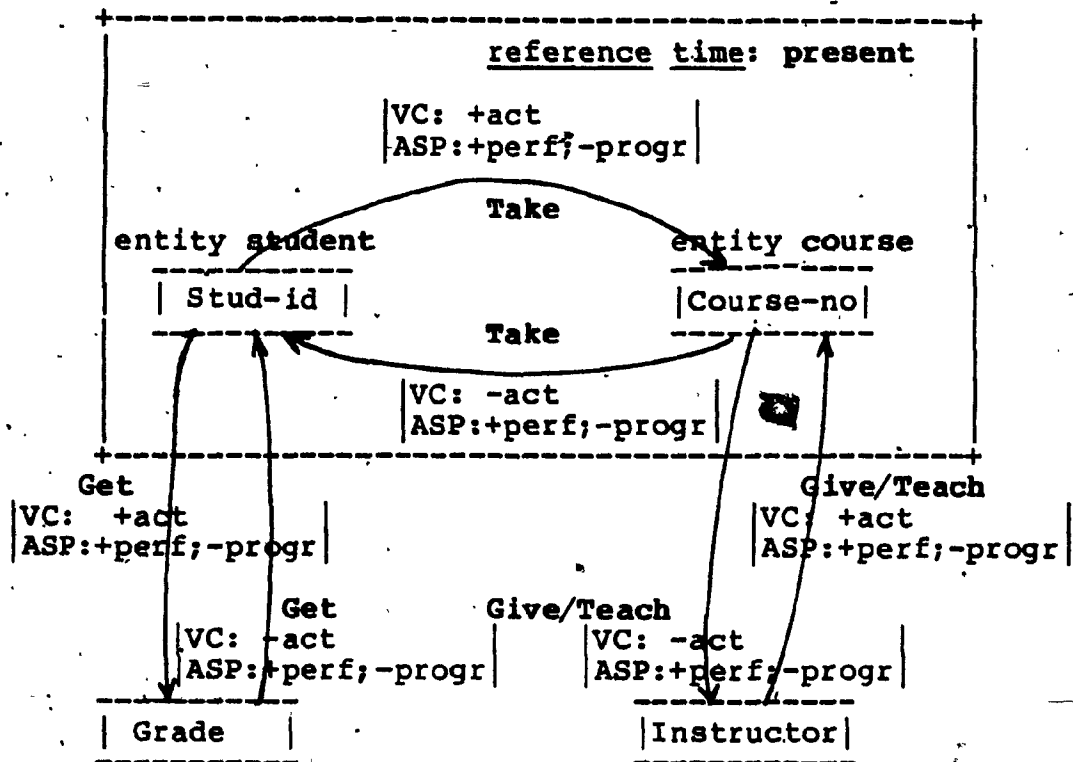 reference time: present
VC: +act
ASP:+perf;-progr
Take
entity student
entity course
Stud-id
Course-no
Take
VC: -act
ASP:+perf;-progr
Get
Give/Teach
VC: +act
ASP:+perf;-progr
VC: +act
ASP:+perf;-progr
Get
Give/Teach
VC: -act
ASP:+perf;-progr
VC: -act
ASP:+perf;-progr
Grade
Instructor